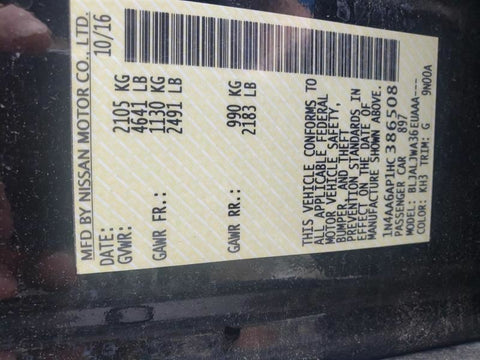 MFD BY NISSAN MOTOR CO., LTD.
DATE: 10/16
GVWR: 2105 KG
4641 LB
GAWR FR.: 1130 KG
2491 LB
GAWR RR.: 990 KG
2183 LB
THIS VEHICLE CONFORMS TO
ALL APPLICABLE FEDERAL
MOTOR VEHICLE SAFETY,
BUMPER, AND THEFT
PREVENTION STANDARDS IN
EFFECT ON THE DATE OF
MANUFACTURE SHOWN ABOVE.
1N4AA6AP1HC386508
PASSENGER CAR 897
MODEL: BLJALJWA36EUAAA---
COLOR: KH3 TRIM: G 9N00A